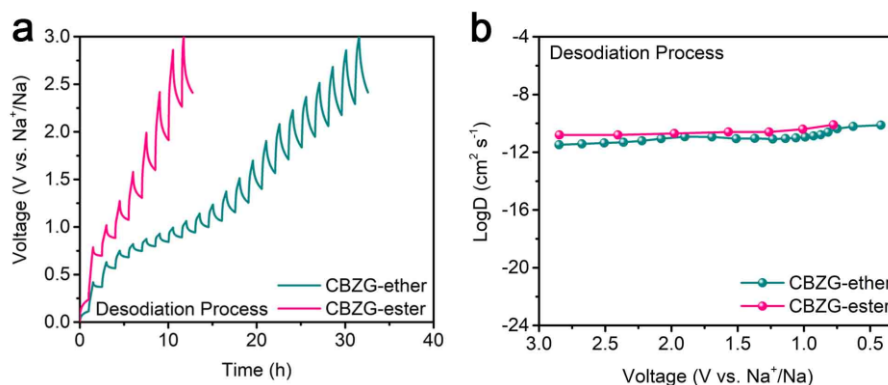 a
Voltage (V vs. Na⁺/Na)
3.0
2.5
2.0
1.5
1.0
0.5
0.0
CBZG-ether
Desodiation Process
CBZG-ester
0
10
20
30
40
Time (h)
b
LogD (cm² s⁻¹)
-4
-8
-12
-16
-20
-24
Desodiation Process
CBZG-ether
CBZG-ester
3.0
2.5
2.0
1.5
1.0
0.5
Voltage (V vs. Na⁺/Na)